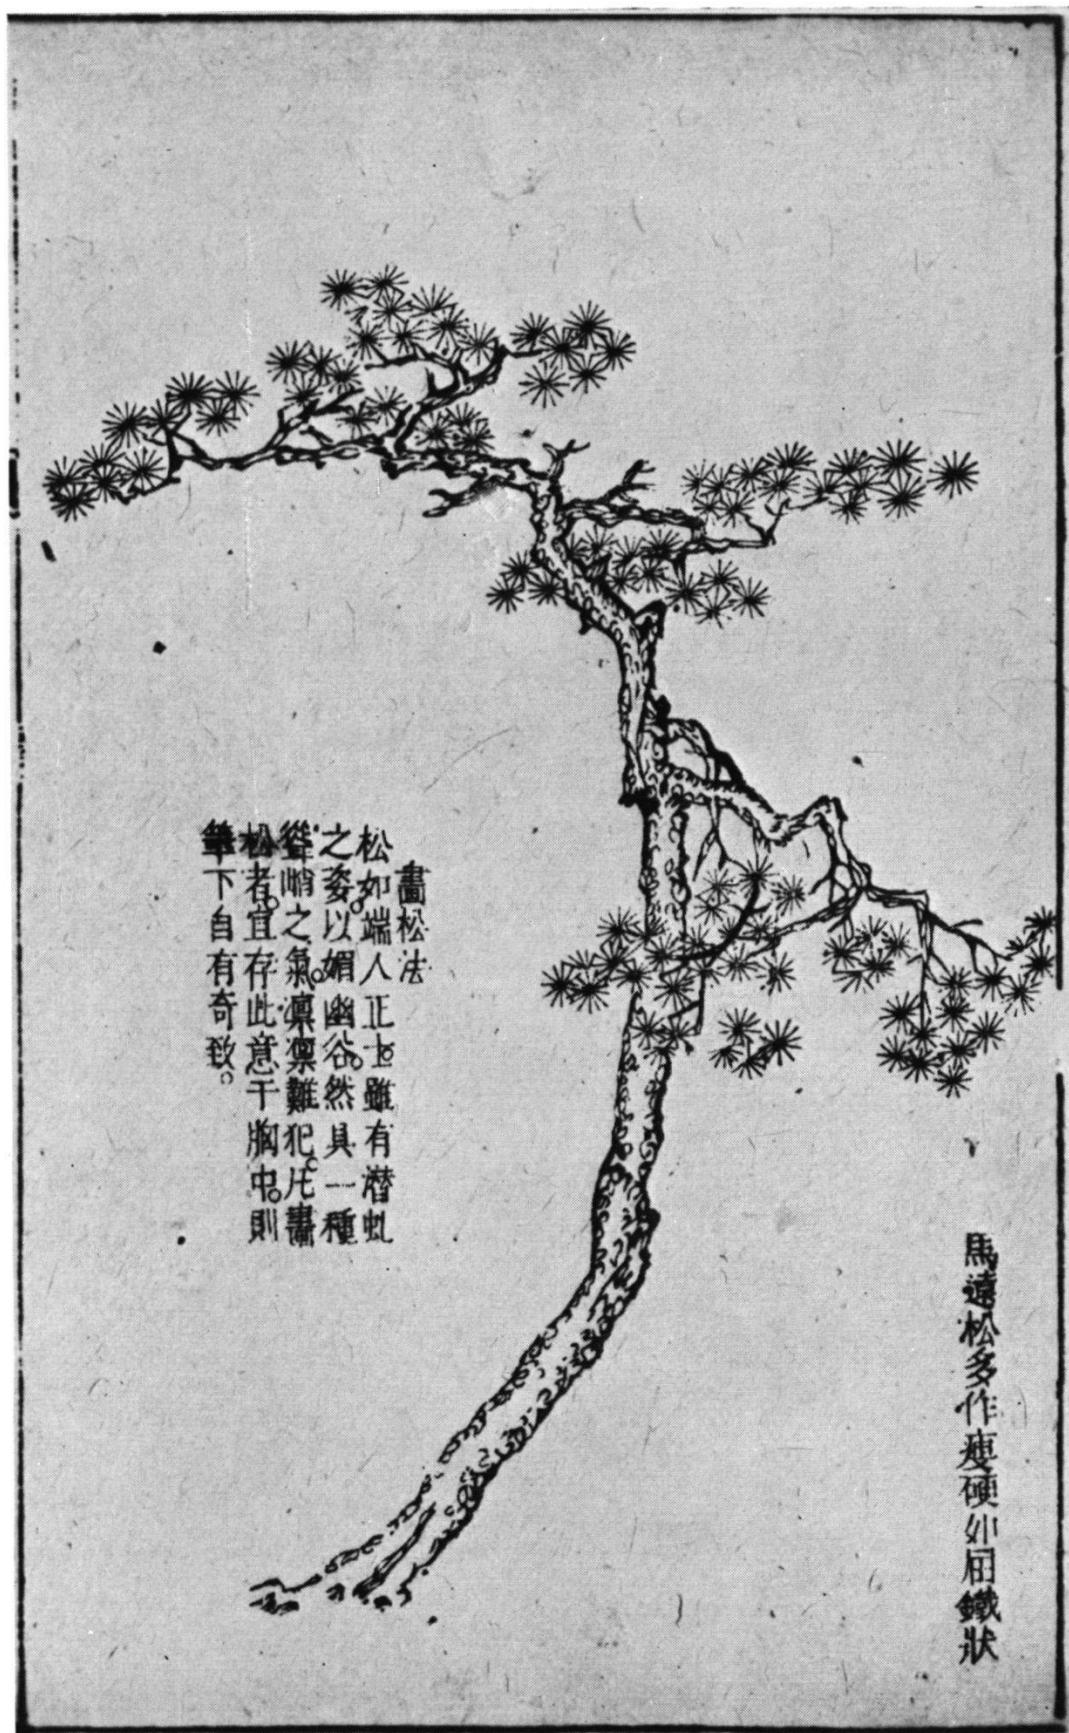 馬遠松多作瘦硬如屈鐵狀
畫松法
松如端人正士。雖有潛虬
之姿。以媚幽谷。然具一種
聳峭之氣。凜凜難犯。凡畫
松者。宜存此意于胸中。則
筆下自有奇致。